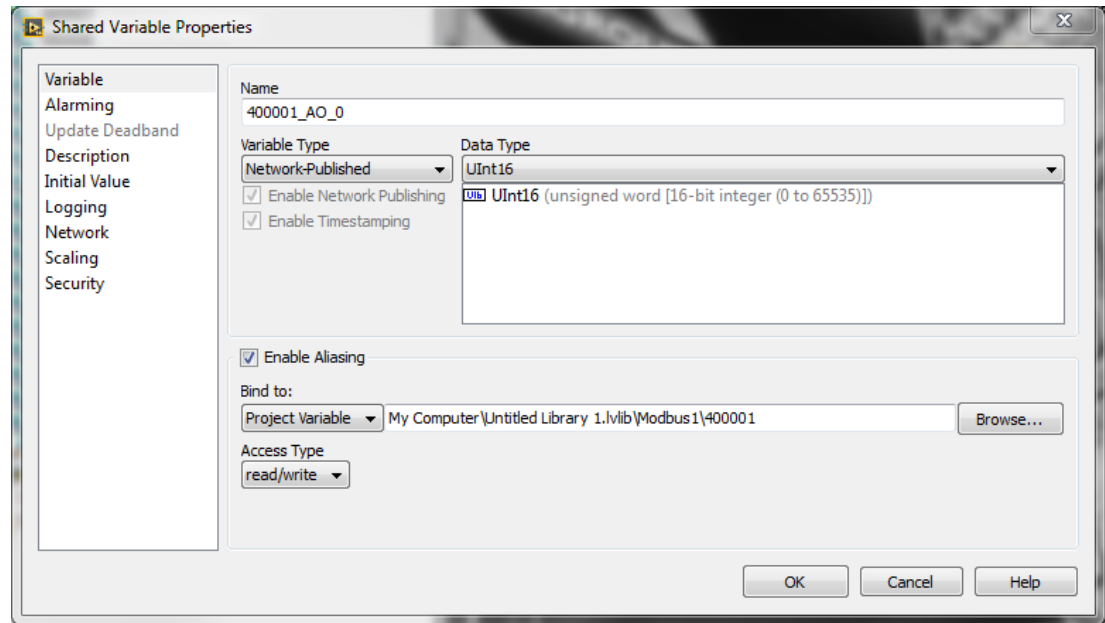 Shared Variable Properties
Variable
Alarming
Update Deadband
Description
Initial Value
Logging
Network
Scaling
Security
Name
400001_AO_0
Variable Type
Data Type
Network-Published
UInt16
Enable Network Publishing
Enable Timestamping
U16 UInt16 (unsigned word [16-bit integer (0 to 65535)])
Enable Aliasing
Bind to:
Project Variable My Computer\Untitled Library 1.lvlib\Modbus1\400001 Browse...
Access Type
read/write
OK Cancel Help